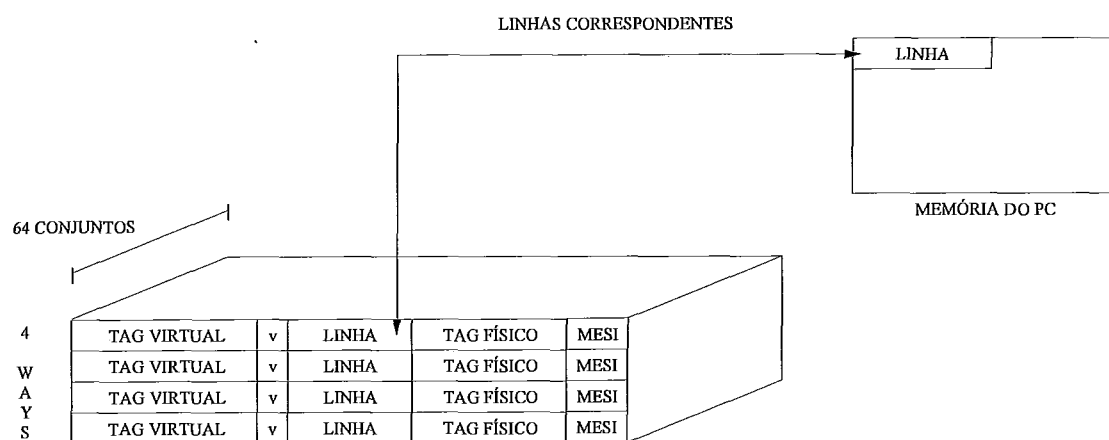 LINHAS CORRESPONDENTES
LINHA
MEMÓRIA DO PC
64 CONJUNTOS
4 WAYS
TAG VIRTUAL v LINHA TAG FÍSICO MESI
TAG VIRTUAL v LINHA TAG FÍSICO MESI
TAG VIRTUAL v LINHA TAG FÍSICO MESI
TAG VIRTUAL v LINHA TAG FÍSICO MESI